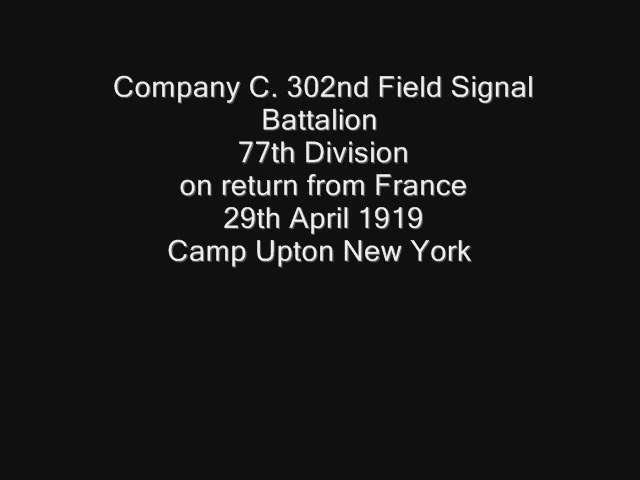 Company C. 302nd Field Signal
Battalion
77th Division
on return from France
29th April 1919
Camp Upton New York